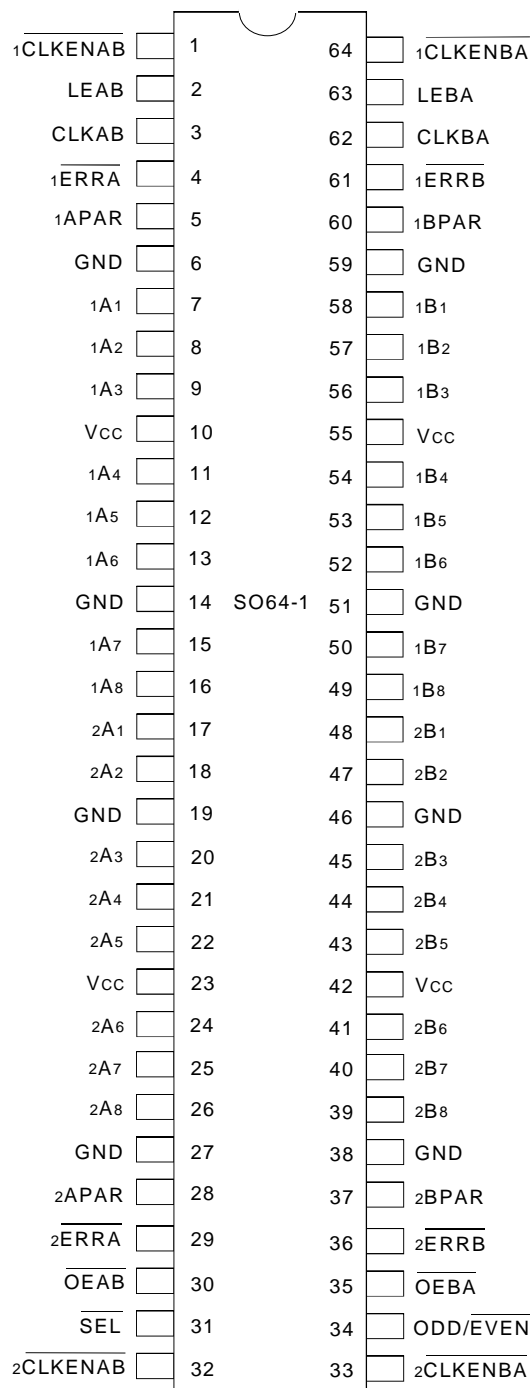 1CLKENAB 1 64 1CLKENBA
LEAB 2 63 LEBA
CLKAB 3 62 CLKBA
1ERRA 4 61 1ERRB
1APAR 5 60 1BPAR
GND 6 59 GND
1A1 7 58 1B1
1A2 8 57 1B2
1A3 9 56 1B3
VCC 10 55 VCC
1A4 11 54 1B4
1A5 12 53 1B5
1A6 13 52 1B6
GND 14 SO64-1 51 GND
1A7 15 50 1B7
1A8 16 49 1B8
2A1 17 48 2B1
2A2 18 47 2B2
GND 19 46 GND
2A3 20 45 2B3
2A4 21 44 2B4
2A5 22 43 2B5
VCC 23 42 VCC
2A6 24 41 2B6
2A7 25 40 2B7
2A8 26 39 2B8
GND 27 38 GND
2APAR 28 37 2BPAR
2ERRA 29 36 2ERRB
OEAB 30 35 OEBA
SEL 31 34 ODD/EVEN
2CLKENAB 32 33 2CLKENBA